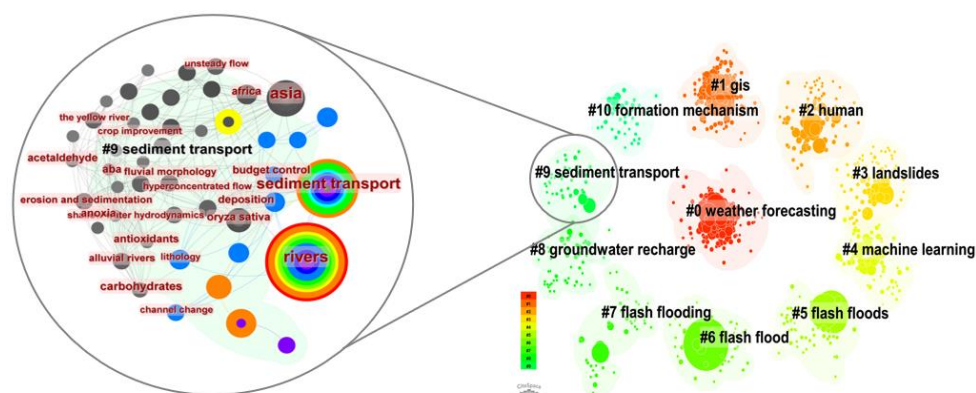 unsteady flow
africa
asia
the yellow river
crop improvement
#9 sediment transport
acetaldehyde
aba
fluvial morphology
budget control
hyperconcentrated flow
sediment transport
erosion and sedimentation
deposition
anoxia
hydrodynamics
oryza sativa
antioxidants
alluvial rivers
lithology
rivers
carbohydrates
channel change
#1 gis
#10 formation mechanism
#2 human
#9 sediment transport
#3 landslides
#0 weather forecasting
#8 groundwater recharge
#4 machine learning
#7 flash flooding
#5 flash floods
#6 flash flood
CiteSpace